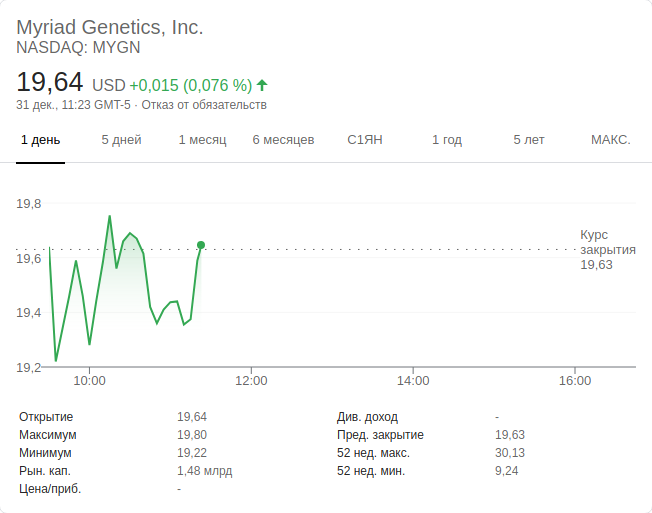 Myriad Genetics, Inc.
NASDAQ: MYGN
19,64 USD +0,015 (0,076 %)
31 дек., 11:23 GMT-5 · Отказ от обязательств
1 день 5 дней 1 месяц 6 месяцев С1ЯН 1 год 5 лет МАКС.
19,8
19,6
19,4
19,2
Курс
закрытия
19,63
10:00 12:00 14:00 16:00
Открытие 19,64 Див. доход -
Максимум 19,80 Пред. закрытие 19,63
Минимум 19,22 52 нед. макс. 30,13
Рын. кап. 1,48 млрд 52 нед. мин. 9,24
Цена/приб. -